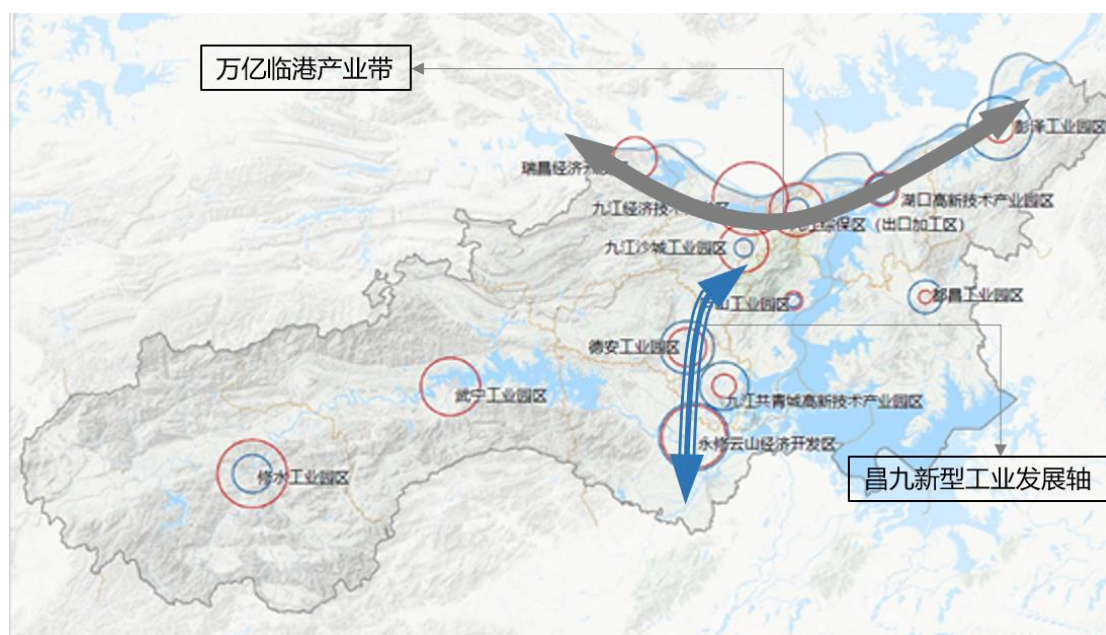 万亿临港产业带
彭泽工业园区
瑞昌经济
湖口高新技术产业园区
九江经济技术
区
综保区（出口加工区）
九江沙城工业园区
山工业园区
都昌工业园区
德安工业园区
武宁工业园区
九江共青城高新技术产业园区
永修云山经济开发区
修水工业园区
昌九新型工业发展轴